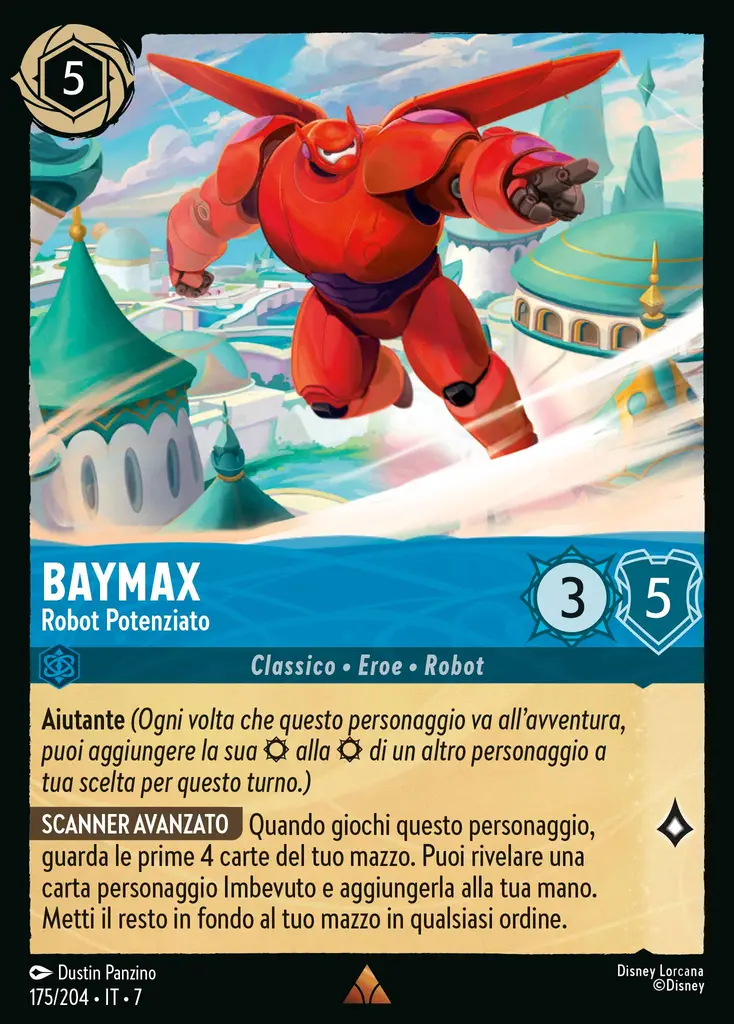 5
BAYMAX
Robot Potenziato
3
5
Classico • Eroe • Robot
Aiutante (Ogni volta che questo personaggio va all'avventura,
puoi aggiungere la sua alla di un altro personaggio a
tua scelta per questo turno.)
SCANNER AVANZATO Quando giochi questo personaggio,
guarda le prime 4 carte del tuo mazzo. Puoi rivelare una
carta personaggio Imbevuto e aggiungerla alla tua mano.
Metti il resto in fondo al tuo mazzo in qualsiasi ordine.
Dustin Panzino
175/204 • IT • 7
Disney Lorcana
©Disney